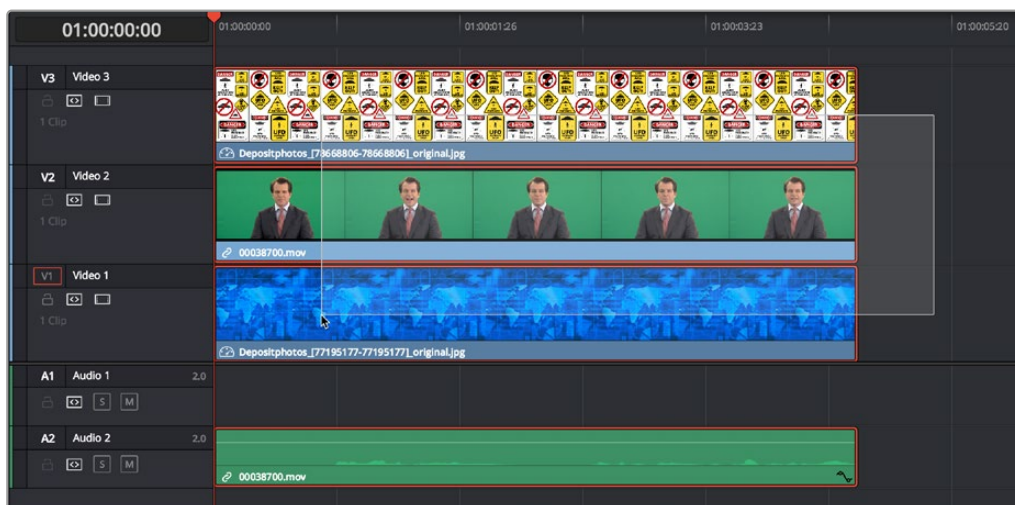 01:00:00:00
01:00:00:00 01:00:01:26 01:00:03:23 01:00:05:20
V3 Video 3
1 Clip
DANGER UFO
Depositphotos_[78668806-78668806]_original.jpg
V2 Video 2
1 Clip
00038700.mov
V1 Video 1
1 Clip
Depositphotos_[77195177-77195177]_original.jpg
A1 Audio 1 2.0
S M
A2 Audio 2 2.0
S M
00038700.mov